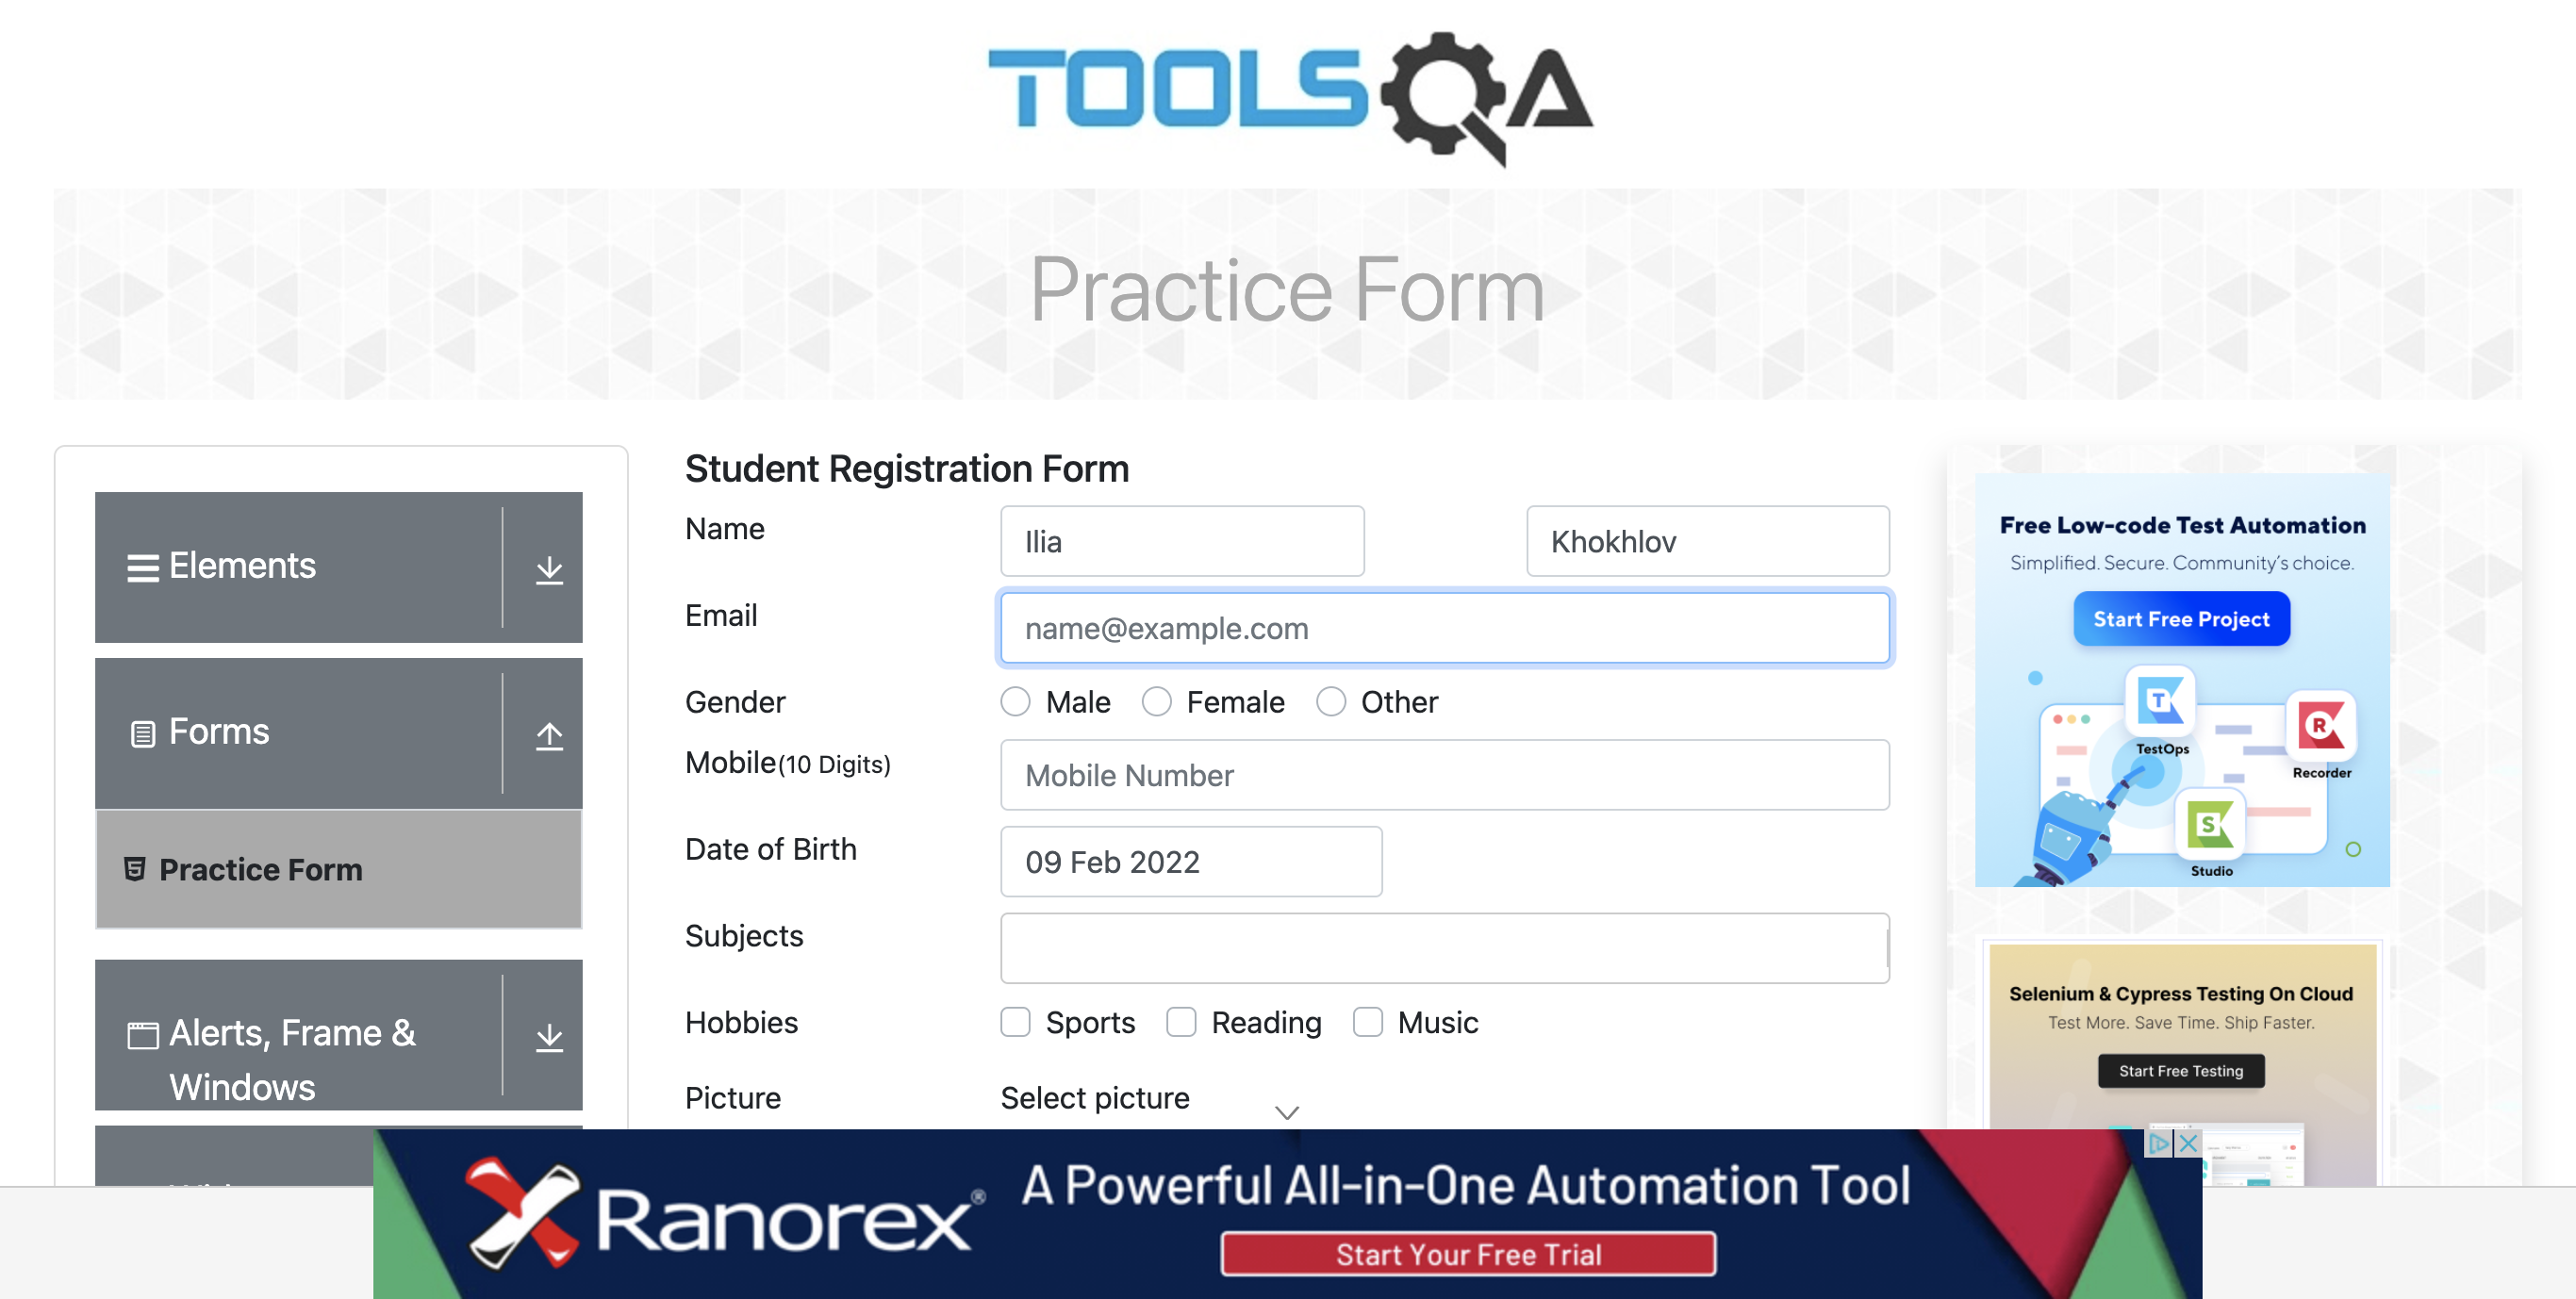 TOOLSQA
Practice Form
Elements
Forms
Practice Form
Alerts, Frame &
Windows
Student Registration Form
Name
Ilia
Khokhlov
Email
name@example.com
Gender
Male
Female
Other
Mobile(10 Digits)
Mobile Number
Date of Birth
09 Feb 2022
Subjects
Hobbies
Sports
Reading
Music
Picture
Select picture
Free Low-code Test Automation
Simplified. Secure. Community's choice.
Start Free Project
T
TestOps
R
Recorder
S
Studio
Selenium & Cypress Testing On Cloud
Test More. Save Time. Ship Faster.
Start Free Testing
Ranorex®
A Powerful All-in-One Automation Tool
Start Your Free Trial